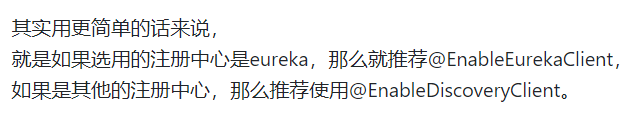 其实用更简单的话来说，
就是如果选用的注册中心是eureka，那么就推荐@EnableEurekaClient，
如果是其他的注册中心，那么推荐使用@EnableDiscoveryClient。